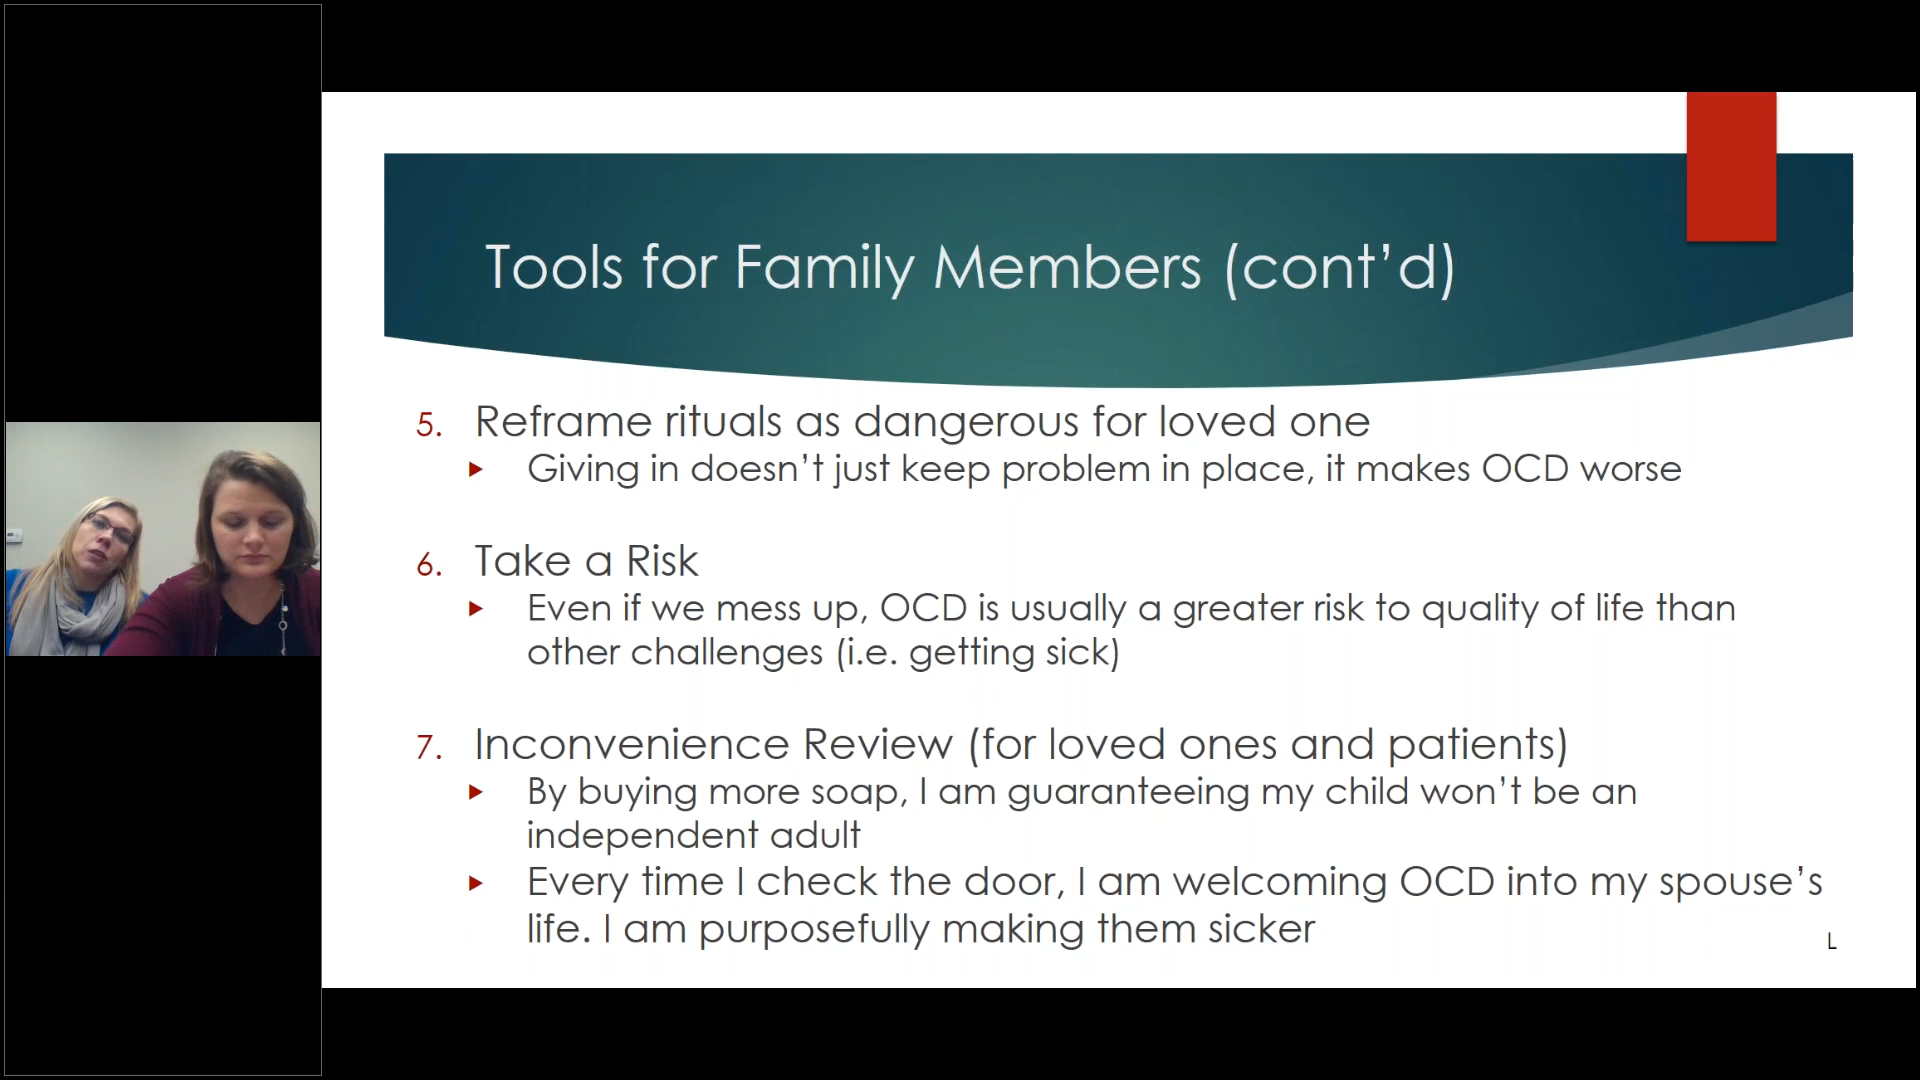 Tools for Family Members (cont’d)
5. Reframe rituals as dangerous for loved one
Giving in doesn’t just keep problem in place, it makes OCD worse
6. Take a Risk
Even if we mess up, OCD is usually a greater risk to quality of life than
other challenges (i.e. getting sick)
7. Inconvenience Review (for loved ones and patients)
By buying more soap, I am guaranteeing my child won’t be an
independent adult
Every time I check the door, I am welcoming OCD into my spouse’s
life. I am purposefully making them sicker
L